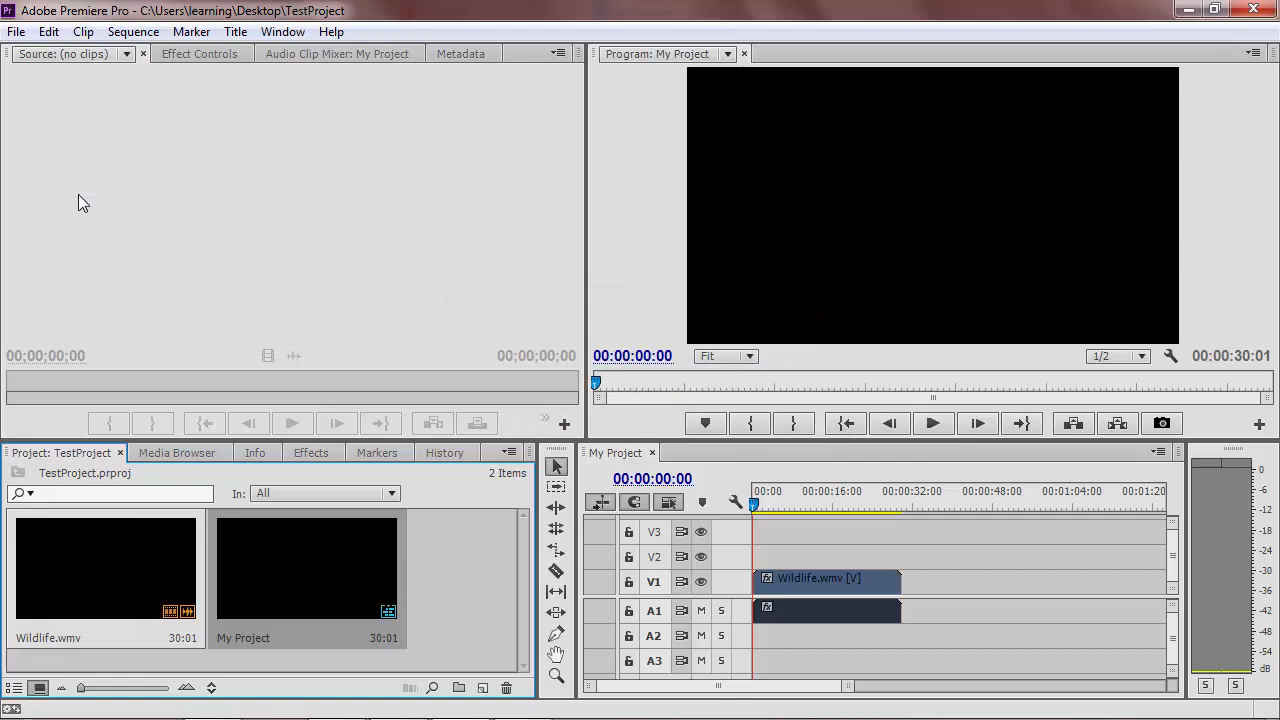 Pr Adobe Premiere Pro - C:\Users\learning\Desktop\TestProject
File Edit Clip Sequence Marker Title Window Help
Source: (no clips) Effect Controls Audio Clip Mixer: My Project Metadata
Program: My Project
00;00;00;00 00;00;00;00
00:00:00:00 Fit 1/2 00:00:30:01
Project: TestProject Media Browser Info Effects Markers History
TestProject.prproj 2 Items
In: All
Wildlife.wmv 30:01
My Project 30:01
My Project
00:00:00:00
00:00 00:00:16:00 00:00:32:00 00:00:48:00 00:01:04:00 00:01:20
V3
V2
V1 fx Wildlife.wmv [V]
A1 M S fx
A2 M S
A3 M S
0
-6
-12
-18
-24
-30
-36
-42
-48
-54
dB
S S